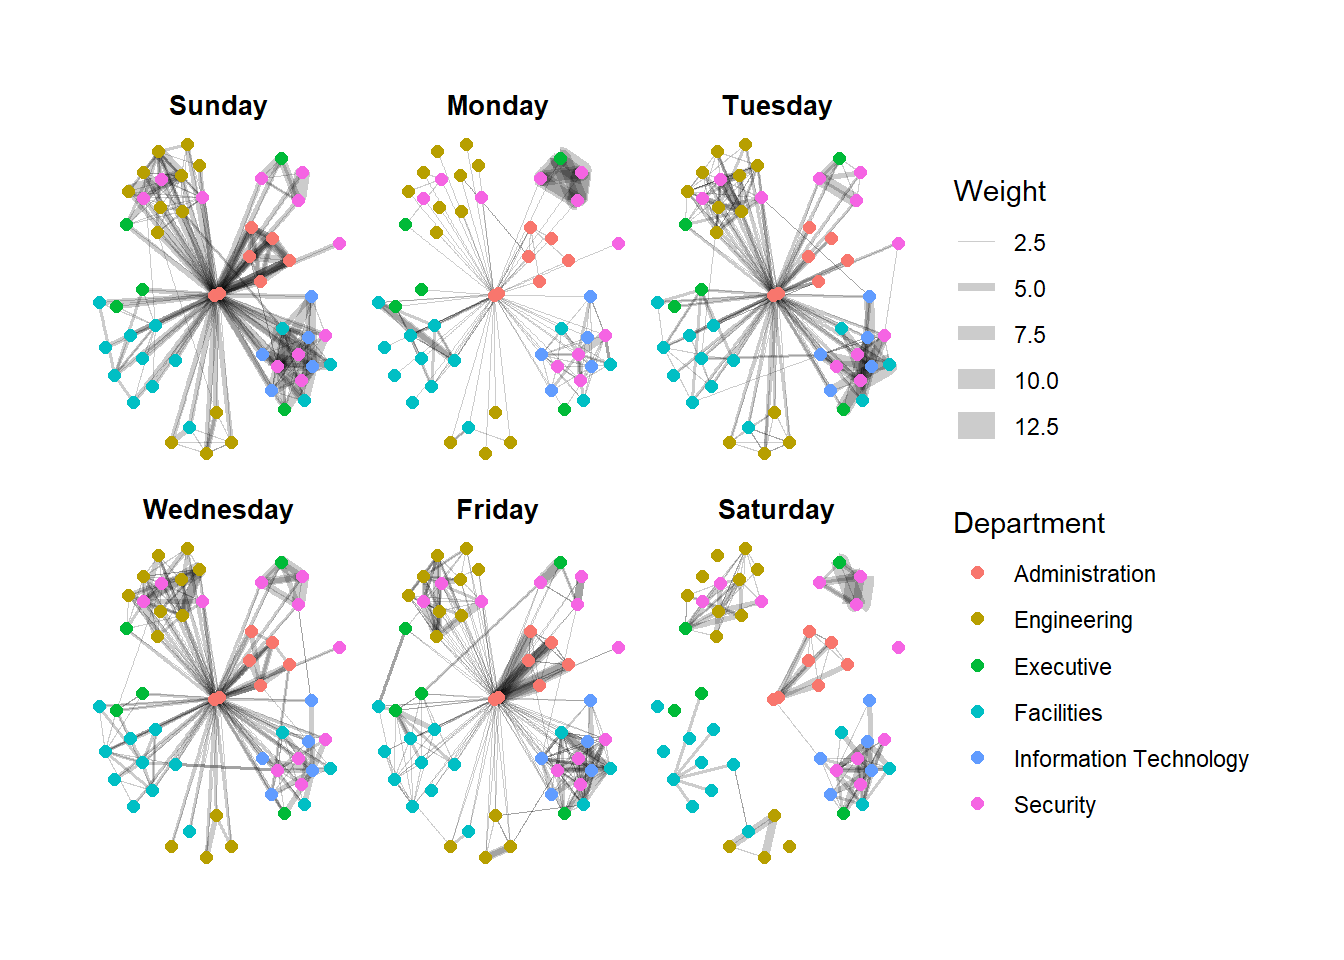 Sunday
Monday
Tuesday
Wednesday
Friday
Saturday
Weight
2.5
5.0
7.5
10.0
12.5
Department
Administration
Engineering
Executive
Facilities
Information Technology
Security